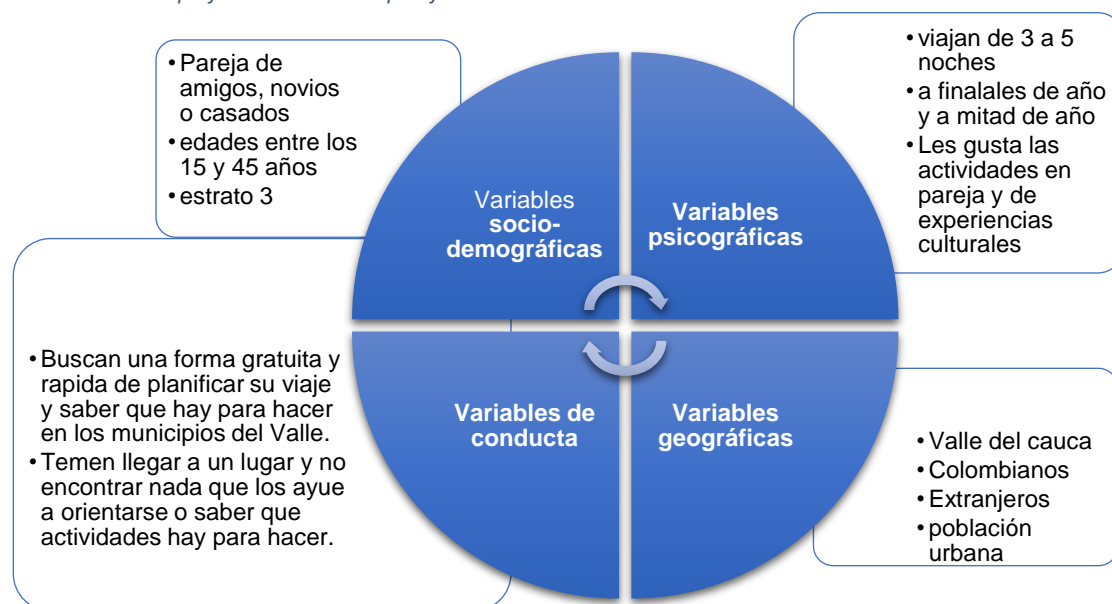 • Pareja de
amigos, novios
o casados
• edades entre los
15 y 45 años
• estrato 3
Variables
socio-
demográficas
Variables
psicográficas
• viajan de 3 a 5
noches
• a finalales de año
y a mitad de año
• Les gusta las
actividades en
pareja y de
experiencias
culturales
• Buscan una forma gratuita y
rapida de planificar su viaje
y saber que hay para hacer
en los municipios del Valle.
• Temen llegar a un lugar y no
encontrar nada que los ayue
a orientarse o saber que
actividades hay para hacer.
Variables de
conducta
Variables
geográficas
• Valle del cauca
• Colombianos
• Extranjeros
• población
urbana